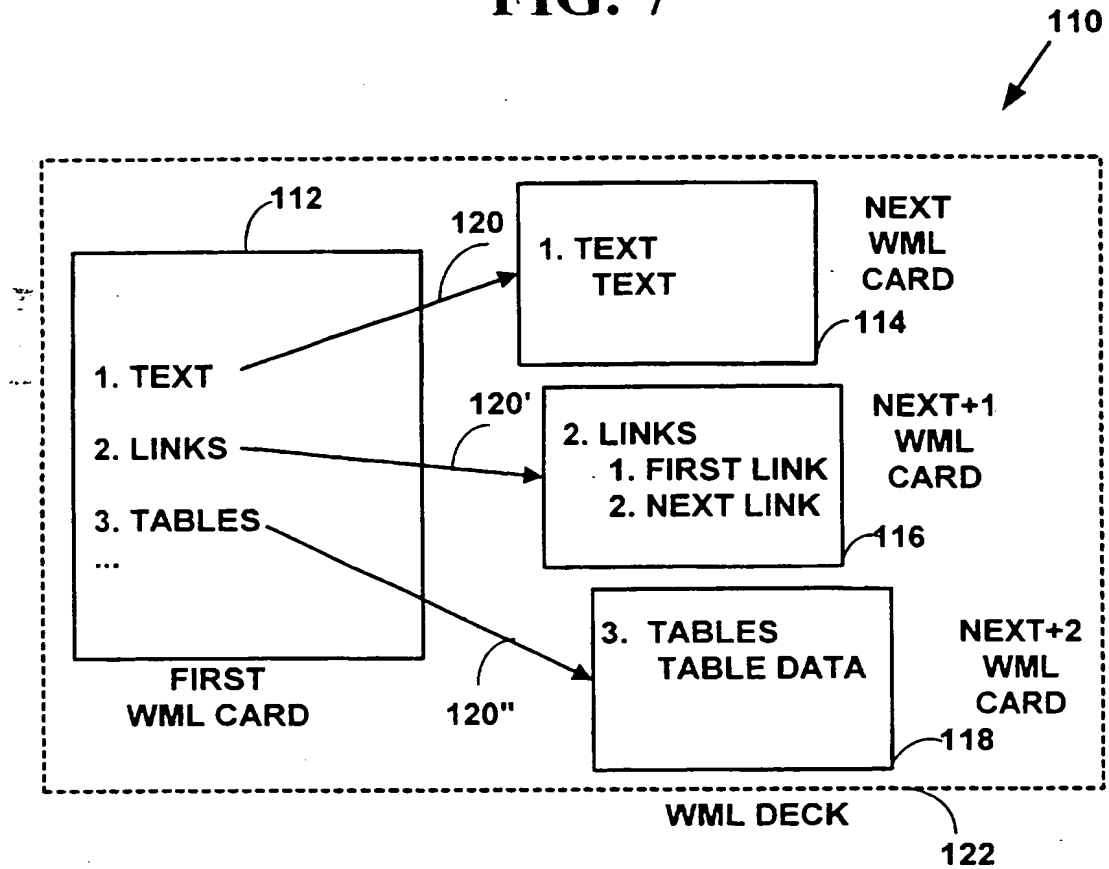 FIG. 7
110
112
120
1. TEXT
TEXT
NEXT
WML
CARD
114
1. TEXT
2. LINKS
3. TABLES
...
120'
2. LINKS
1. FIRST LINK
2. NEXT LINK
NEXT+1
WML
CARD
116
120"
3. TABLES
TABLE DATA
NEXT+2
WML
CARD
118
FIRST
WML CARD
WML DECK
122